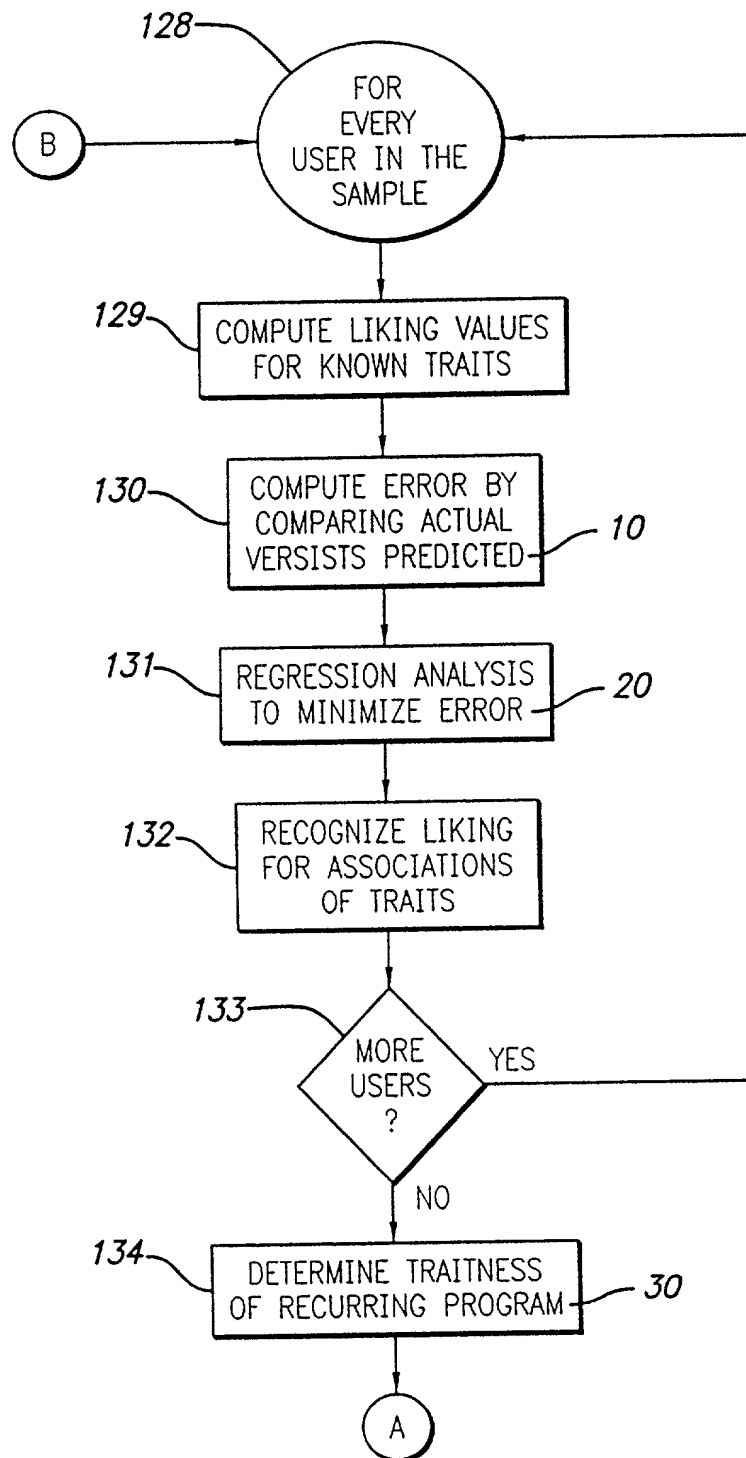 128
FOR
EVERY
USER IN THE
SAMPLE
B
129
COMPUTE LIKING VALUES
FOR KNOWN TRAITS
130
COMPUTE ERROR BY
COMPARING ACTUAL
VERSISTS PREDICTED
10
131
REGRESSION ANALYSIS
TO MINIMIZE ERROR
20
132
RECOGNIZE LIKING
FOR ASSOCIATIONS
OF TRAITS
133
MORE
USERS
?
YES
NO
134
DETERMINE TRAITNESS
OF RECURRING PROGRAM
30
A